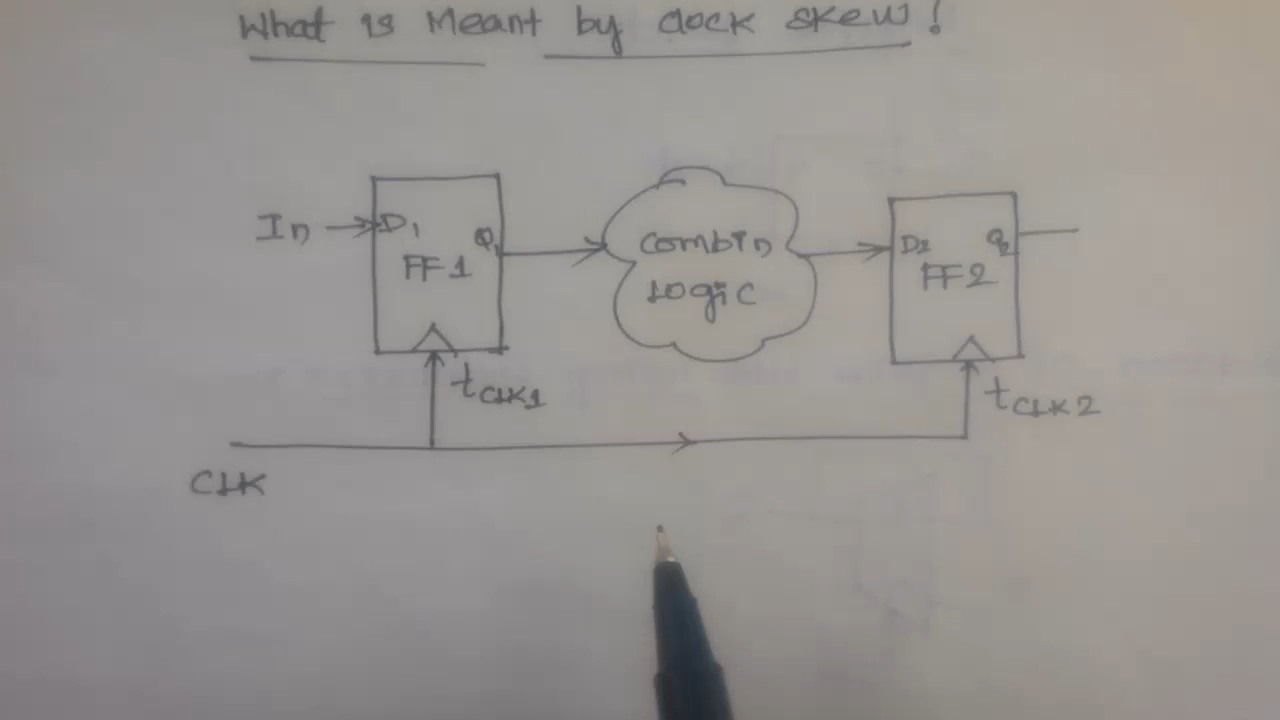 What is Meant by clock skew!
In
D1
Q1
FF1
combin
Logic
D2
Q2
FF2
tCLK1
tCLK2
CLK